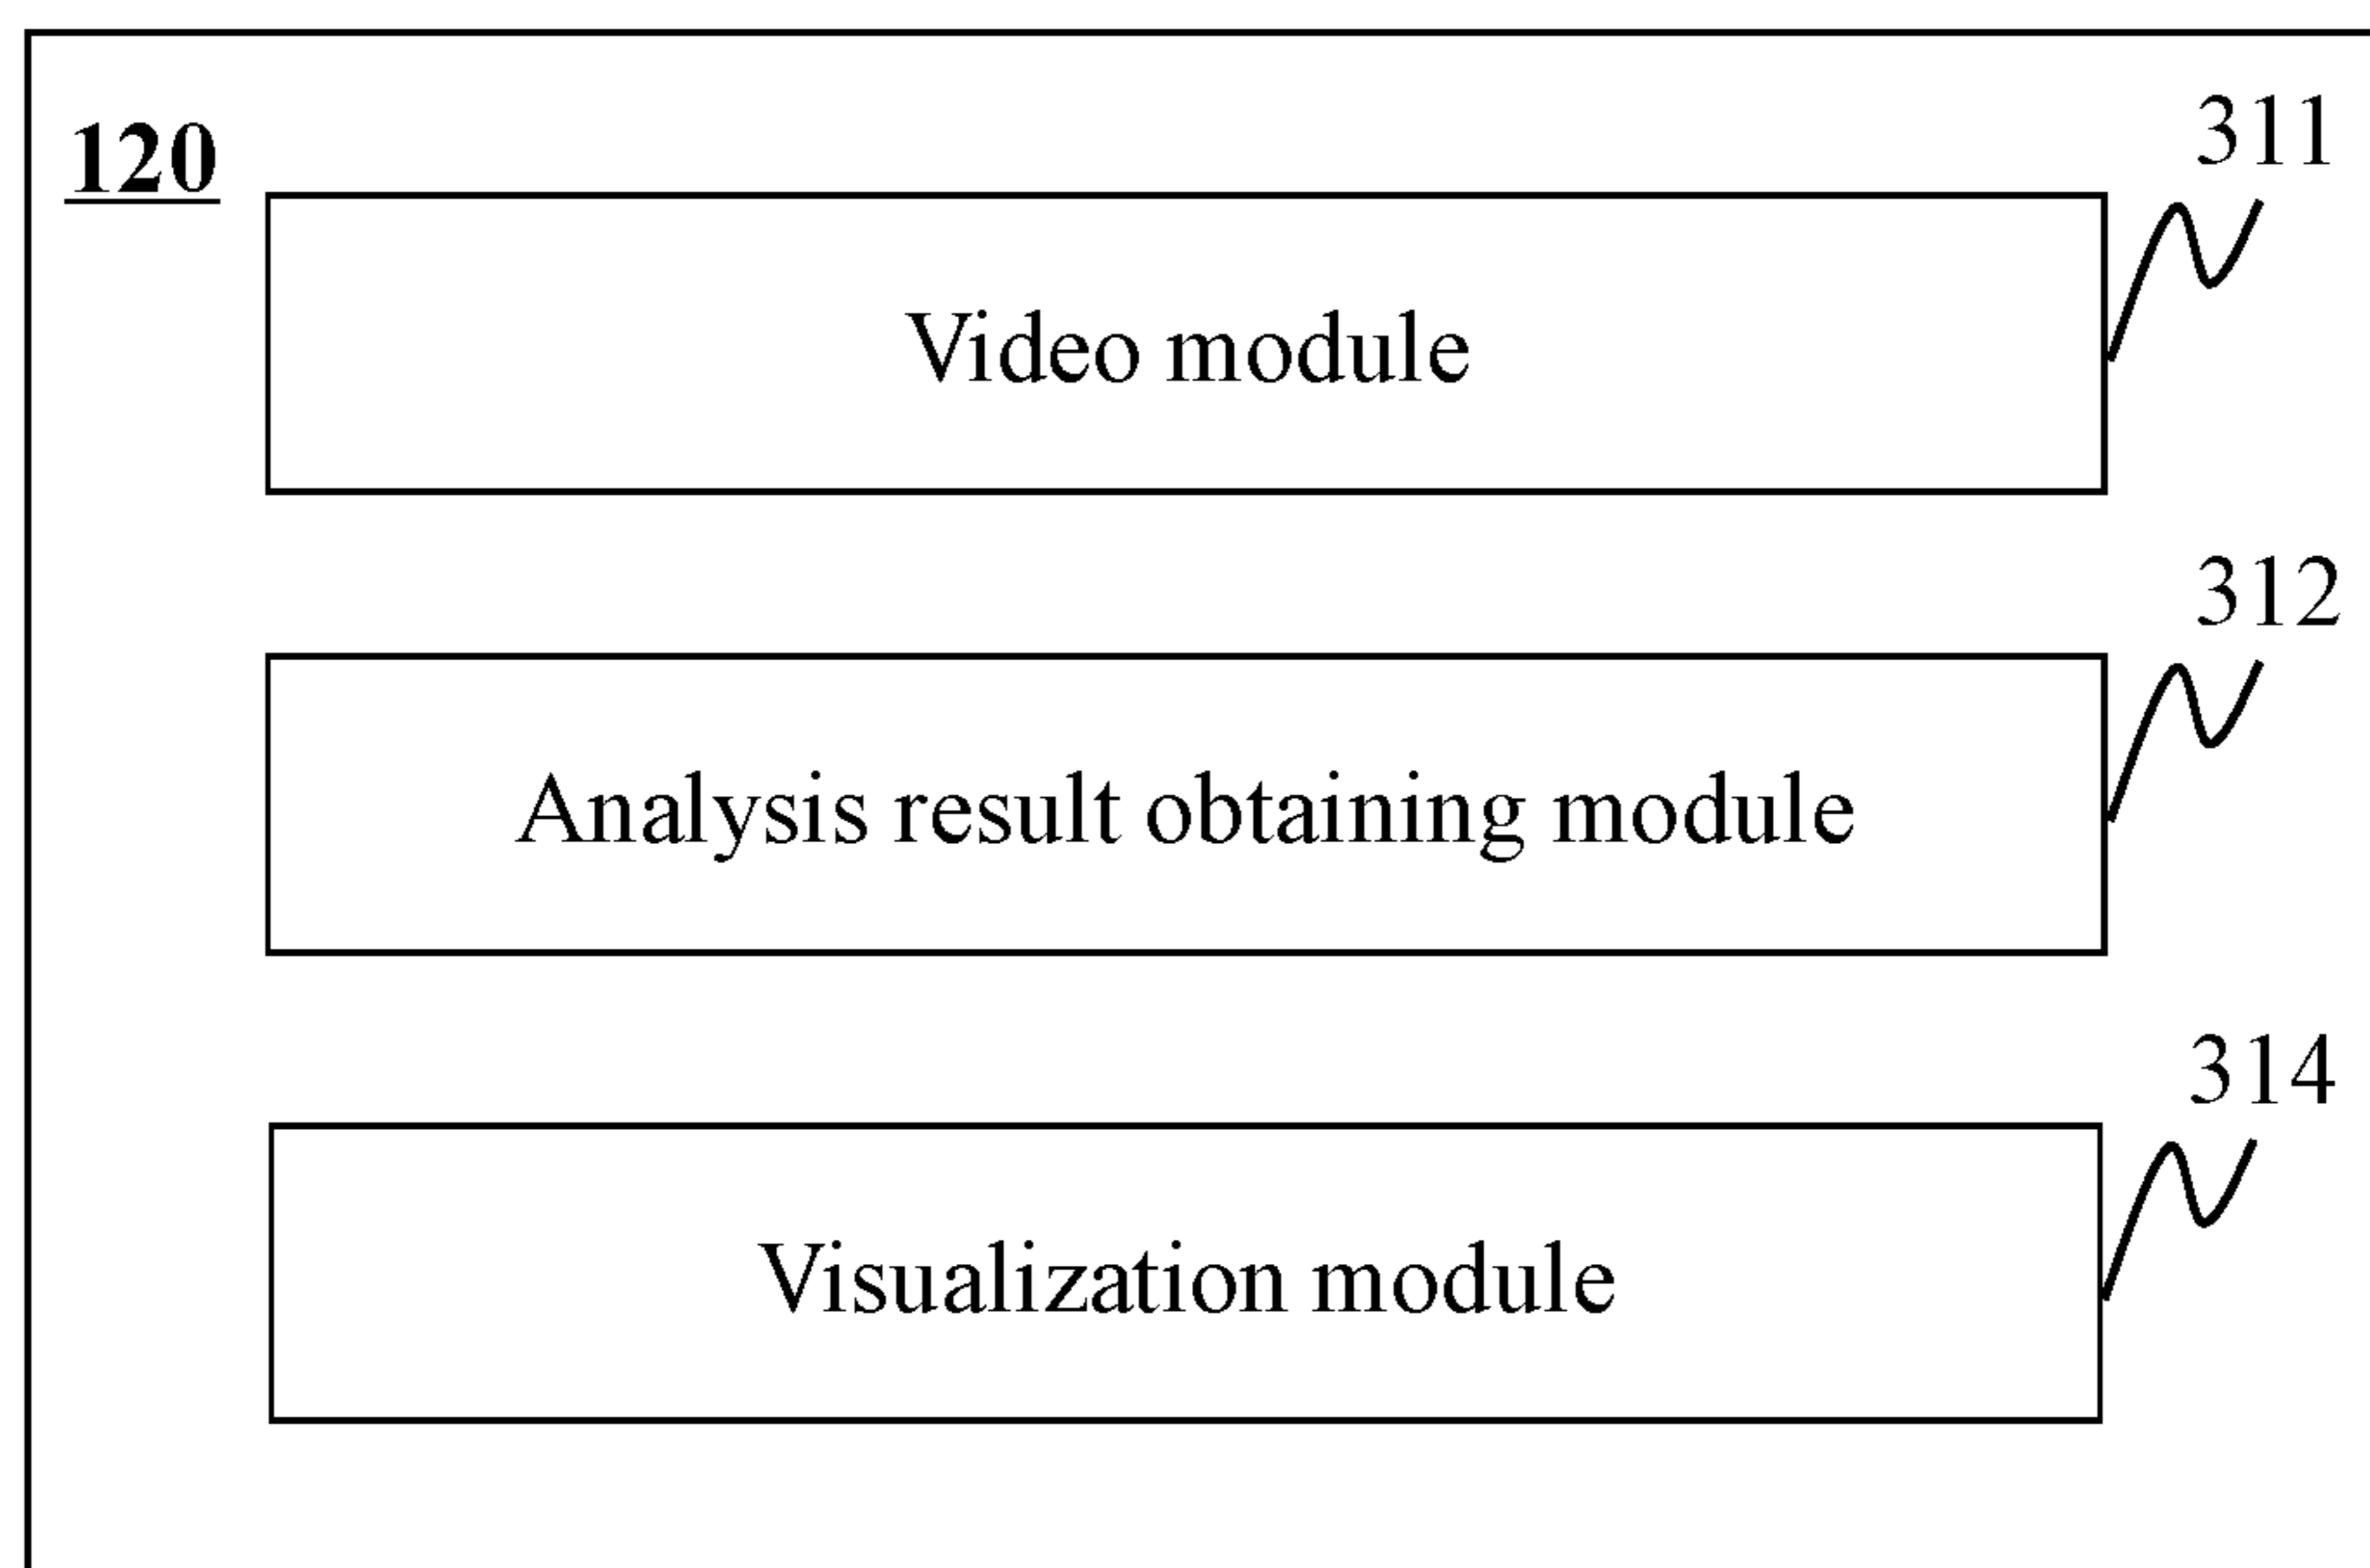 120
311
Video module
312
Analysis result obtaining module
314
Visualization module